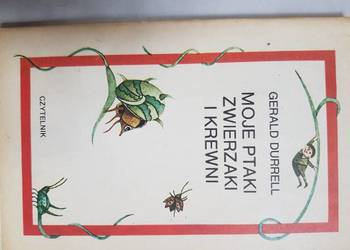 GERALD DURRELL
MOJE PTAKI
ZWIERZAKI
I KREWNI
CZYTELNIK